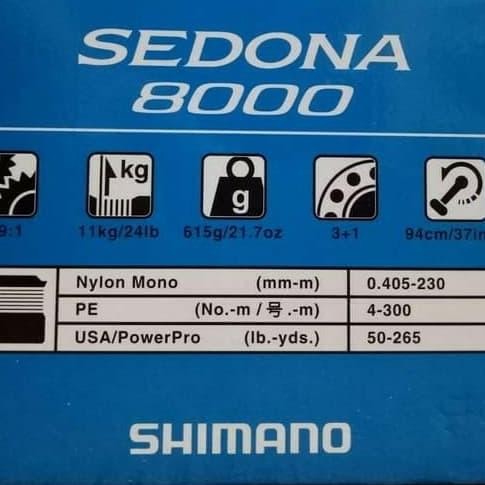 SEDONA
8000
kg
g
9:1 11kg/24lb 615g/21.7oz 3+1 94cm/37in
Nylon Mono (mm-m) 0.405-230
PE (No.-m / 号.-m) 4-300
USA/PowerPro (lb.-yds.) 50-265
SHIMANO